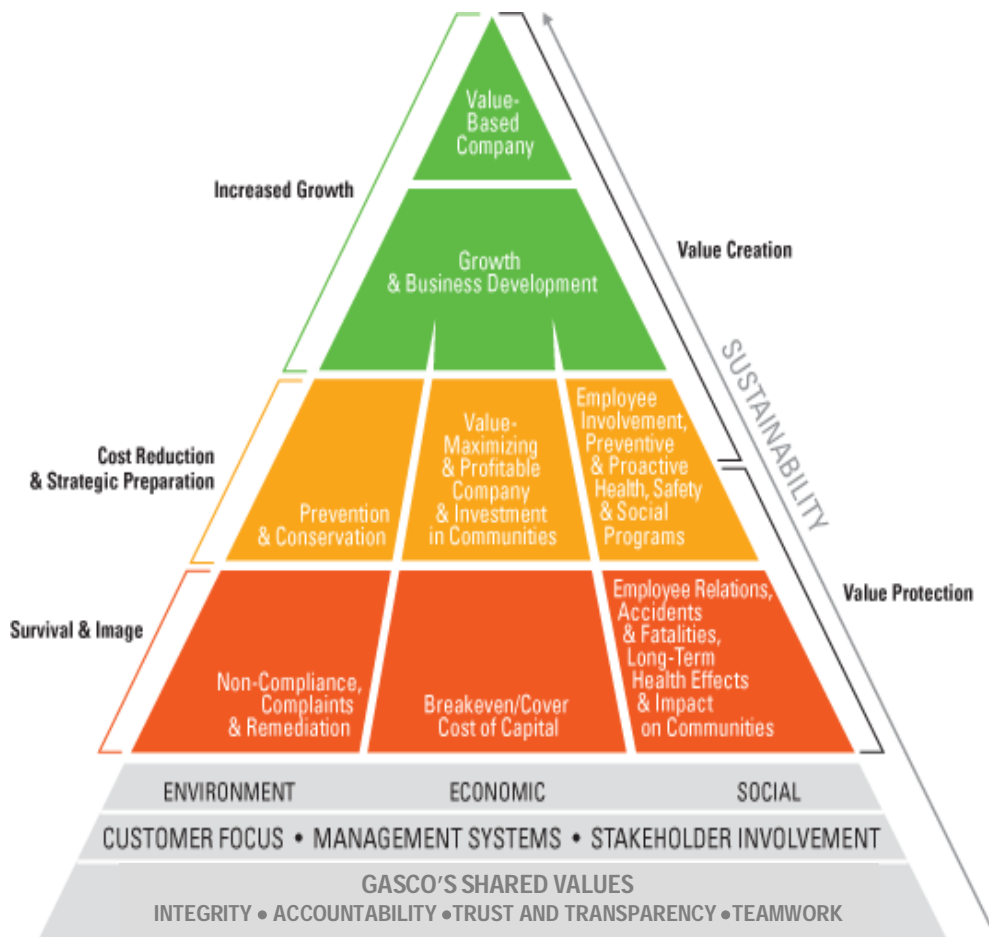 Value-
Based
Company
Increased Growth
Value Creation
Growth
& Business Development
SUSTAINABILITY
Cost Reduction
& Strategic Preparation
Prevention
& Conservation
Value-
Maximizing
& Profitable
Company
& Investment
in Communities
Employee
Involvement,
Preventive
& Proactive
Health, Safety
& Social
Programs
Value Protection
Survival & Image
Non-Compliance,
Complaints
& Remediation
Breakeven/Cover
Cost of Capital
Employee Relations,
Accidents
& Fatalities,
Long-Term
Health Effects
& Impact
on Communities
ENVIRONMENT ECONOMIC SOCIAL
CUSTOMER FOCUS • MANAGEMENT SYSTEMS • STAKEHOLDER INVOLVEMENT
GASCO'S SHARED VALUES
INTEGRITY • ACCOUNTABILITY •TRUST AND TRANSPARENCY •TEAMWORK